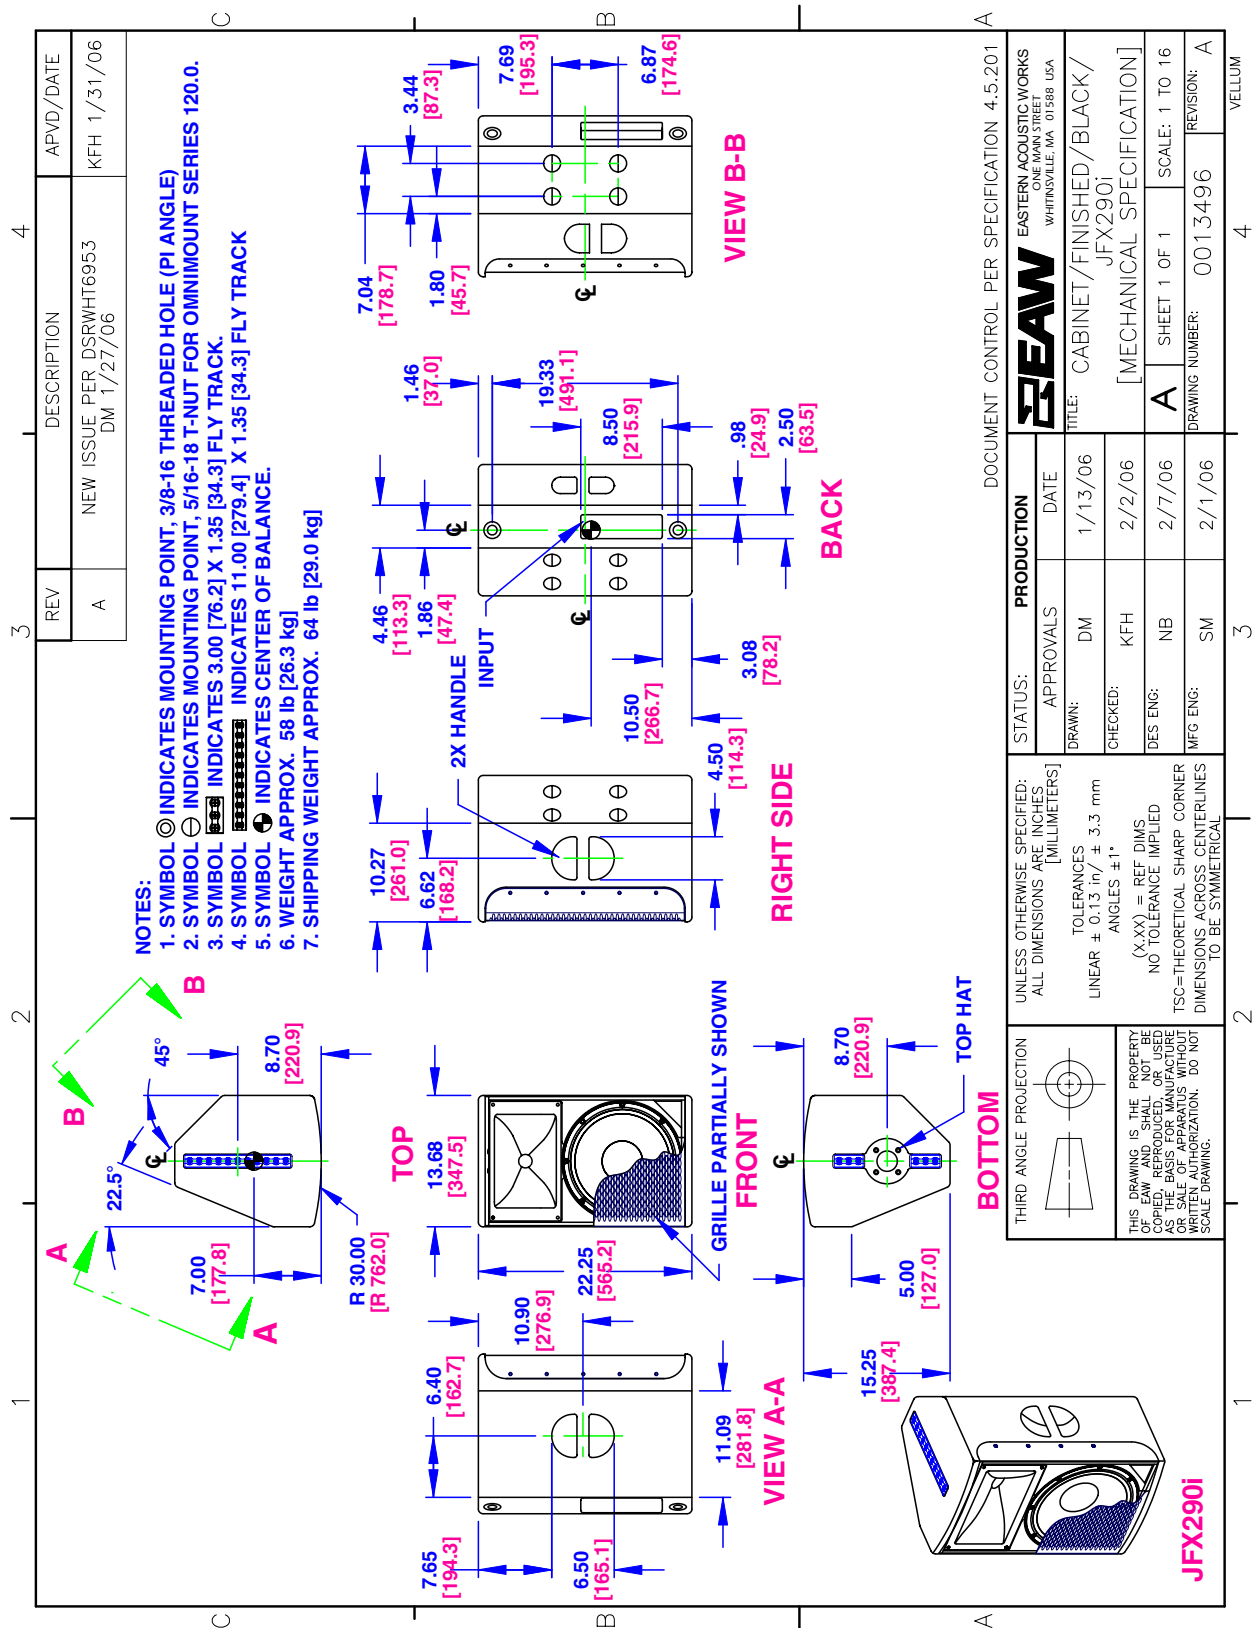 REV
DESCRIPTION
APVD/DATE
A
NEW ISSUE PER DSRWHT6953
DM 1/27/06
KFH 1/31/06
1
2
3
4
C
C
B
B
A
A
NOTES:
1. SYMBOL INDICATES MOUNTING POINT, 3/8-16 THREADED HOLE (PI ANGLE)
2. SYMBOL INDICATES MOUNTING POINT, 5/16-18 T-NUT FOR OMNIMOUNT SERIES 120.0.
3. SYMBOL INDICATES 3.00 [76.2] X 1.35 [34.3] FLY TRACK.
4. SYMBOL INDICATES 11.00 [279.4] X 1.35 [34.3] FLY TRACK
5. SYMBOL INDICATES CENTER OF BALANCE.
6. WEIGHT APPROX. 58 lb [26.3 kg]
7. SHIPPING WEIGHT APPROX. 64 lb [29.0 kg]
A
A
B
B
22.5°
45°
7.00
[177.8]
8.70
[220.9]
R 30.00
[R 762.0]
TOP
7.65
[194.3]
6.40
[162.7]
10.90
[276.9]
6.50
[165.1]
11.09
[281.8]
VIEW A-A
13.68
[347.5]
22.25
[565.2]
GRILLE PARTIALLY SHOWN
FRONT
10.27
[261.0]
6.62
[168.2]
2X HANDLE
4.50
[114.3]
RIGHT SIDE
4.46
[113.3]
1.86
[47.4]
INPUT
1.46
[37.0]
19.33
[491.1]
8.50
[215.9]
.98
[24.9]
2.50
[63.5]
10.50
[266.7]
3.08
[78.2]
BACK
7.04
[178.7]
1.80
[45.7]
3.44
[87.3]
7.69
[195.3]
6.87
[174.6]
VIEW B-B
15.25
[387.4]
5.00
[127.0]
8.70
[220.9]
TOP HAT
BOTTOM
JFX290i
DOCUMENT CONTROL PER SPECIFICATION 4.5.201
THIRD ANGLE PROJECTION
THIS DRAWING IS THE PROPERTY
OF EAW AND SHALL NOT BE
COPIED, REPRODUCED, OR USED
AS THE BASIS FOR MANUFACTURE
OR SALE OF APPARATUS WITHOUT
WRITTEN AUTHORIZATION. DO NOT
SCALE DRAWING.
UNLESS OTHERWISE SPECIFIED:
ALL DIMENSIONS ARE INCHES
[MILLIMETERS]
TOLERANCES
LINEAR ± 0.13 in/ ± 3.3 mm
ANGLES ±1°
(X.XX) = REF DIMS
NO TOLERANCE IMPLIED
TSC=THEORETICAL SHARP CORNER
DIMENSIONS ACROSS CENTERLINES
TO BE SYMMETRICAL
STATUS: PRODUCTION
APPROVALS
DATE
DRAWN: DM 1/13/06
CHECKED: KFH 2/2/06
DES ENG: NB 2/7/06
MFG ENG: SM 2/1/06
EAW
EASTERN ACOUSTIC WORKS
ONE MAIN STREET
WHITINSVILLE, MA 01588 USA
TITLE: CABINET/FINISHED/BLACK/
JFX290i
[MECHANICAL SPECIFICATION]
A
SHEET 1 OF 1
SCALE: 1 TO 16
DRAWING NUMBER: 0013496
REVISION: A
1
2
3
4
VELLUM